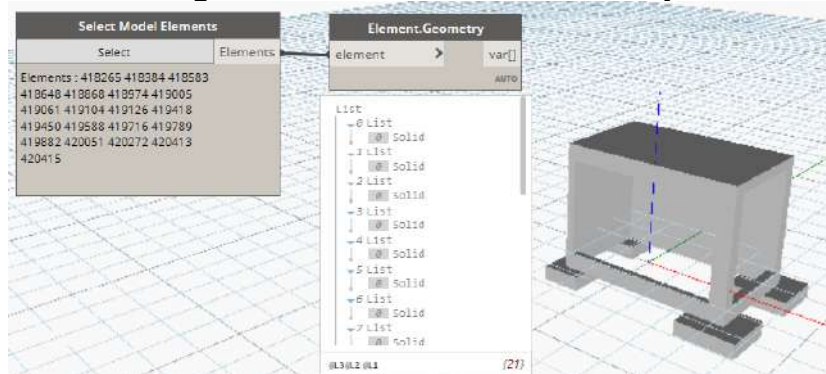 Select Model Elements
Select
Elements
Elements : 418265 418384 418583
418648 418868 418974 419005
419061 419104 419126 419418
419450 419588 419716 419789
419882 420051 420272 420413
420415
Element.Geometry
element
>
var[]
AUTO
List
0 List
0 Solid
1 List
0 Solid
2 List
0 Solid
3 List
0 Solid
4 List
0 Solid
5 List
0 Solid
6 List
0 Solid
7 List
0 Solid
@L3 @L2 @L1
{21}